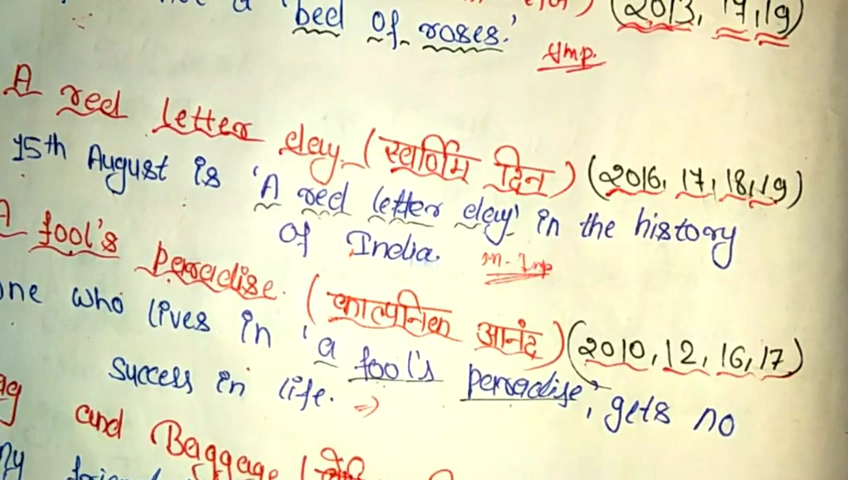 'bed of roses.' (2013, 17, 19)
Imp.
A red letter day (स्वर्णिम दिन) (2016, 17, 18, 19)
15th August is 'A red letter day' in the history
of India. m. Imp
A fool's peradise. (काल्पनिक आनंद) (2010, 12, 16, 17)
one who lives in 'a fool's peradise', gets no
success in life. =>
and Baggage (